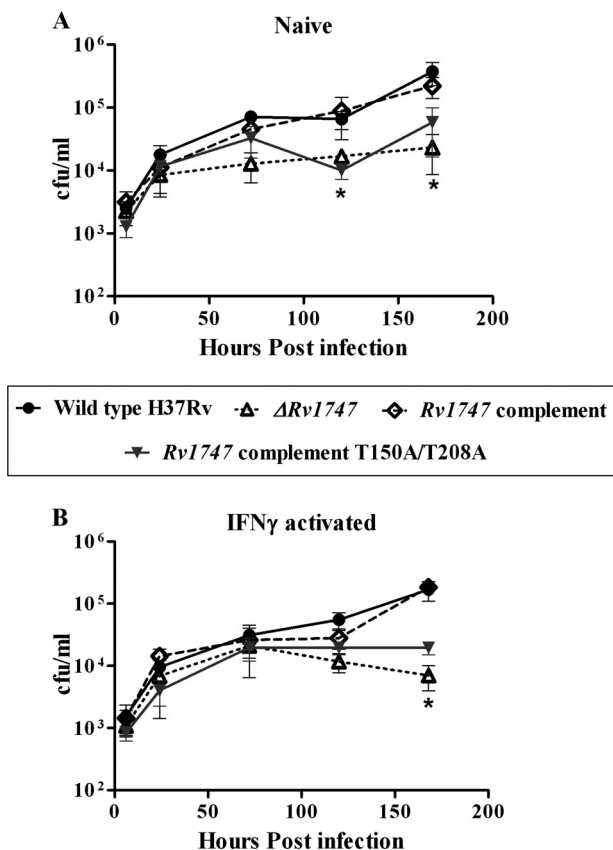 A
Naive
10⁶
10⁵
10⁴
10³
10²
cfu/ml
* *
0 50 100 150 200
Hours Post infection
Wild type H37Rv ΔRv1747 Rv1747 complement
Rv1747 complement T150A/T208A
B
IFNγ activated
10⁶
10⁵
10⁴
10³
10²
cfu/ml
*
0 50 100 150 200
Hours Post infection